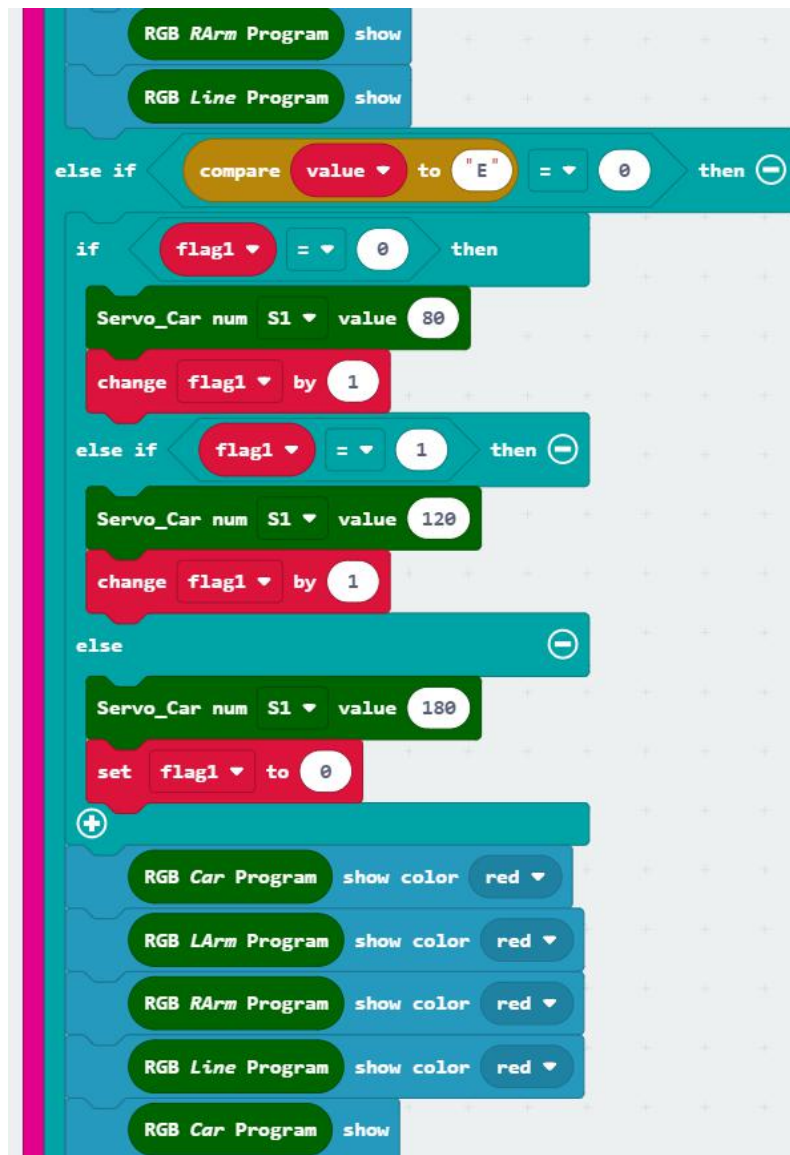 RGB RArm Program show
RGB Line Program show
else if compare value to "E" = 0 then
if flag1 = 0 then
Servo_Car num S1 value 80
change flag1 by 1
else if flag1 = 1 then
Servo_Car num S1 value 120
change flag1 by 1
else
Servo_Car num S1 value 180
set flag1 to 0
RGB Car Program show color red
RGB LArm Program show color red
RGB RArm Program show color red
RGB Line Program show color red
RGB Car Program show